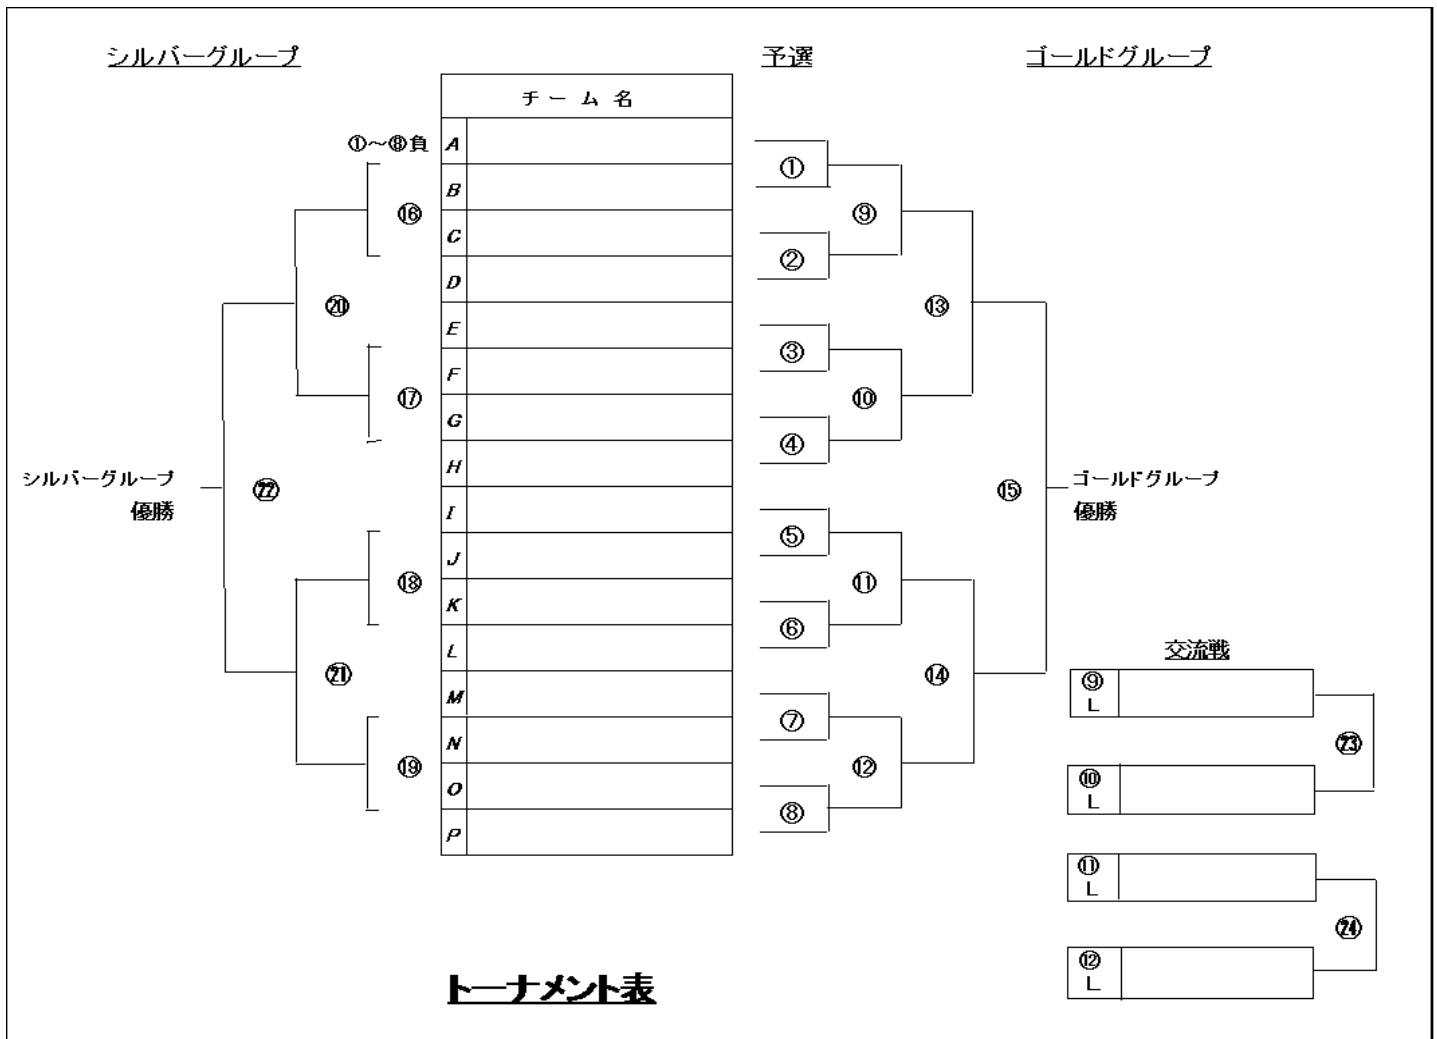 シルバーグループ 予選 ゴールドグループ
チーム名
①～⑧負
A
B
C
D
E
F
G
H
I
J
K
L
M
N
O
P
⑯
⑰
⑱
⑲
⑳
㉑
㉒
シルバーグループ
優勝
①
②
③
④
⑤
⑥
⑦
⑧
⑨
⑩
⑪
⑫
⑬
⑭
⑮
ゴールドグループ
優勝
交流戦
⑨
L
⑩
L
㉓
⑪
L
⑫
L
㉔
トーナメント表